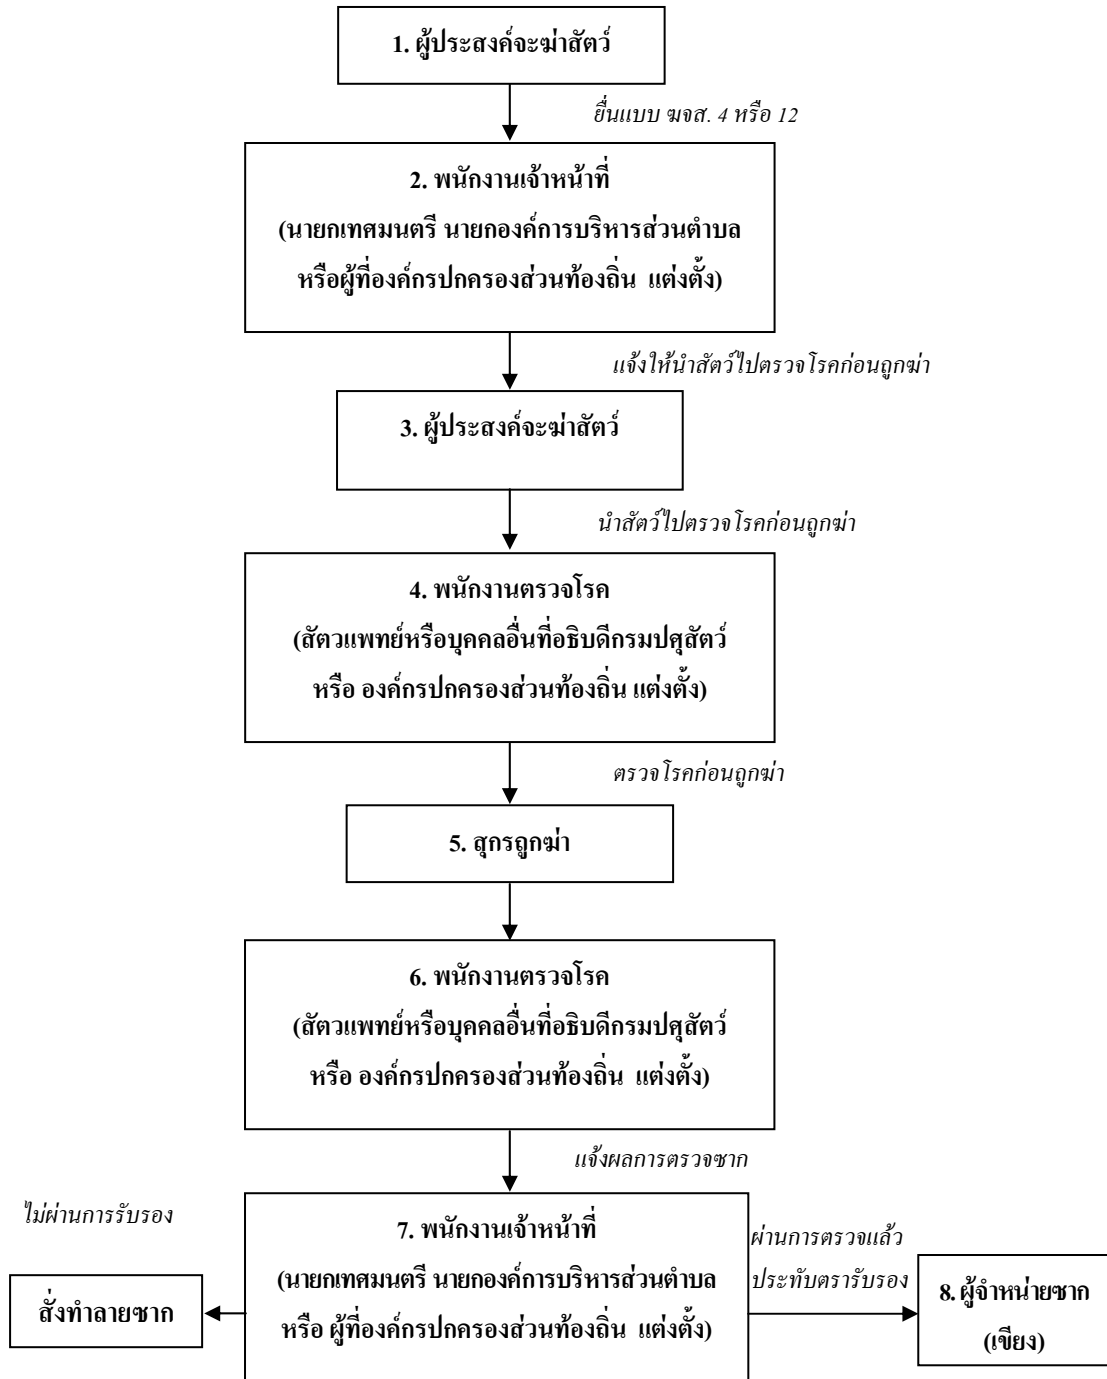 1. ผู้ประสงค์จะฆ่าสัตว์
ยื่นแบบ ฆจส. 4 หรือ 12
2. พนักงานเจ้าหน้าที่
(นายกเทศมนตรี นายกองค์การบริหารส่วนตำบล
หรือผู้ที่องค์กรปกครองส่วนท้องถิ่น แต่งตั้ง)
แจ้งให้นำสัตว์ไปตรวจโรคก่อนถูกฆ่า
3. ผู้ประสงค์จะฆ่าสัตว์
นำสัตว์ไปตรวจโรคก่อนถูกฆ่า
4. พนักงานตรวจโรค
(สัตวแพทย์หรือบุคคลอื่นที่อธิบดีกรมปศุสัตว์
หรือ องค์กรปกครองส่วนท้องถิ่น แต่งตั้ง)
ตรวจโรคก่อนถูกฆ่า
5. สุกรถูกฆ่า
6. พนักงานตรวจโรค
(สัตวแพทย์หรือบุคคลอื่นที่อธิบดีกรมปศุสัตว์
หรือ องค์กรปกครองส่วนท้องถิ่น แต่งตั้ง)
แจ้งผลการตรวจซาก
ไม่ผ่านการรับรอง
สั่งทำลายซาก
7. พนักงานเจ้าหน้าที่
(นายกเทศมนตรี นายกองค์การบริหารส่วนตำบล
หรือ ผู้ที่องค์กรปกครองส่วนท้องถิ่น แต่งตั้ง)
ผ่านการตรวจแล้ว
ประทับตรารับรอง
8. ผู้จำหน่ายซาก
(เขียง)